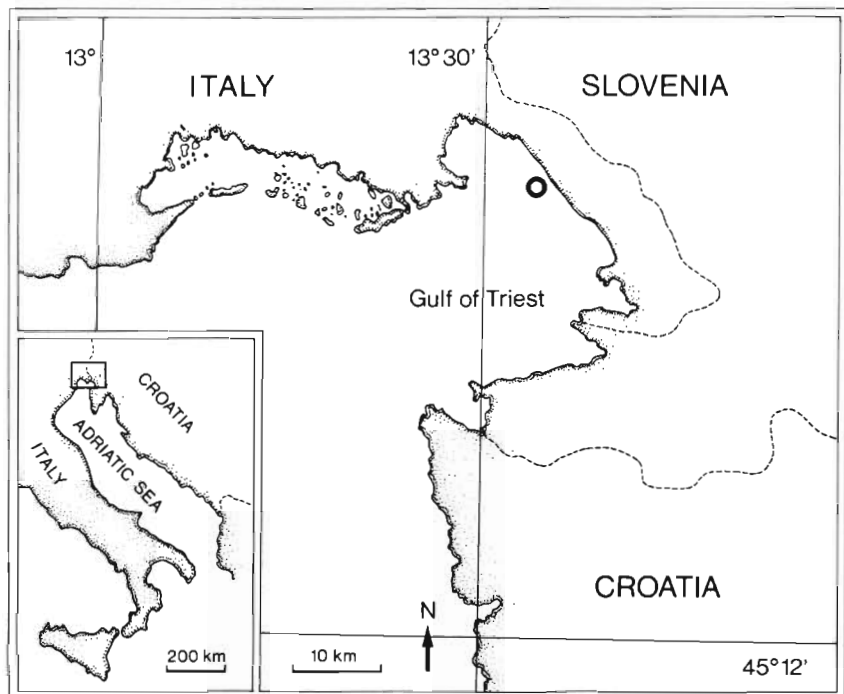 13°
13° 30'
ITALY
SLOVENIA
Gulf of Triest
CROATIA
ADRIATIC SEA
ITALY
200 km
N
10 km
CROATIA
45° 12'